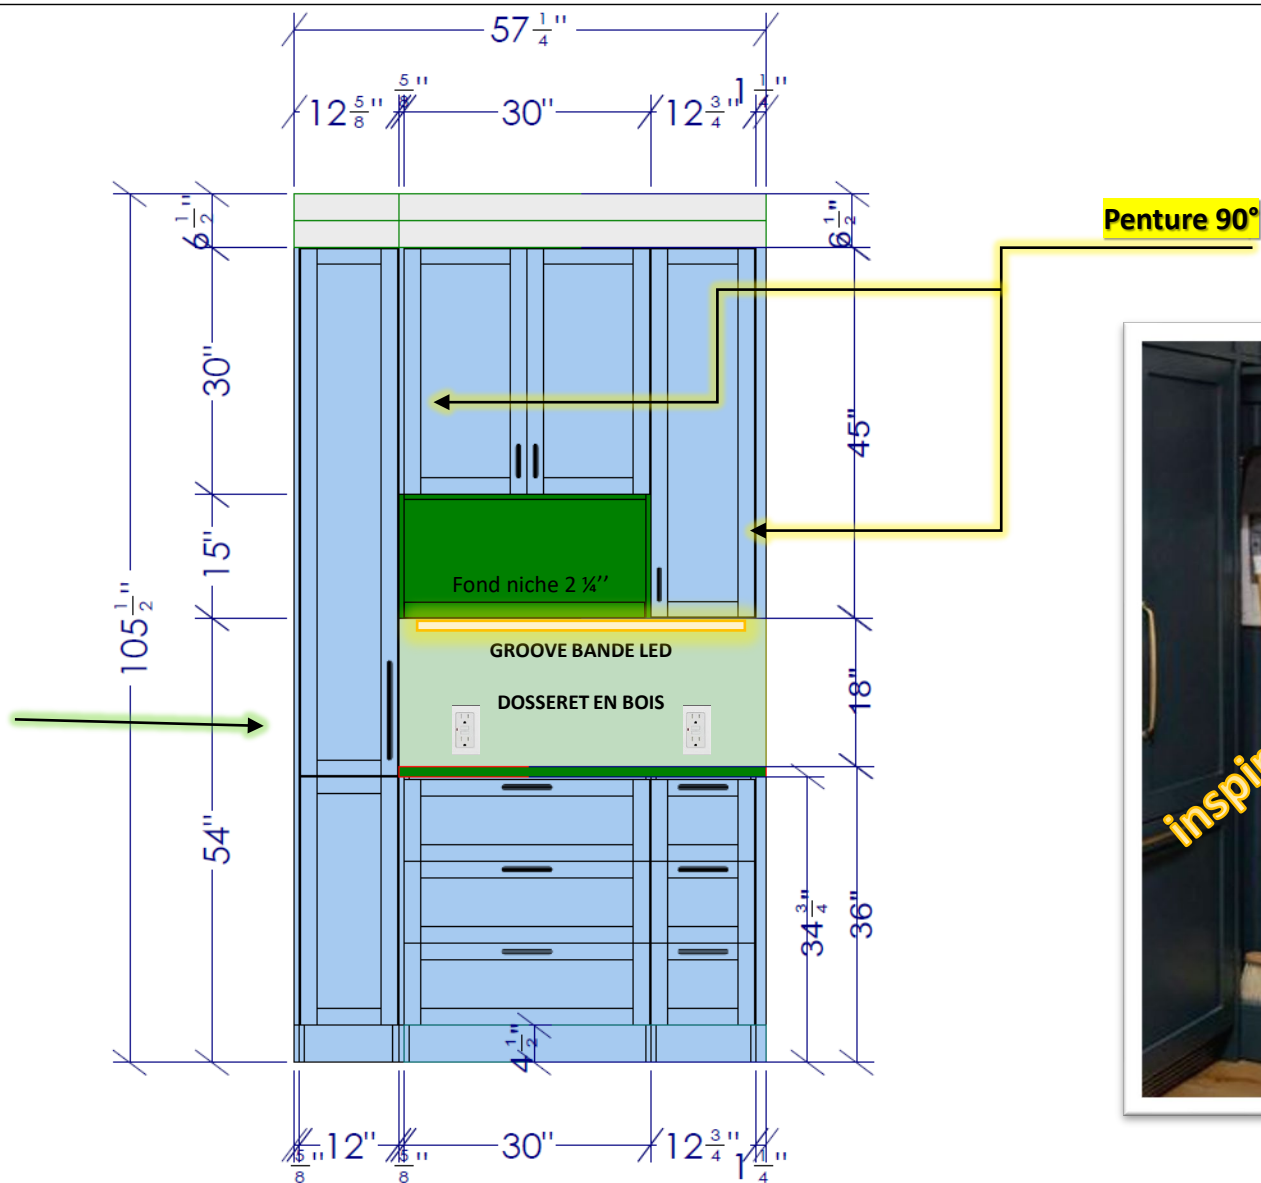 57 1/4"
12 5/8" 5/8" 30" 12 3/4" 1 1/4"
6 1/2" 6 1/2"
Penture 90°
30"
45"
15"
105 1/2"
Fond niche 2 ¼’’
GROOVE BANDE LED
DOSSERET EN BOIS
18"
54"
34 3/4" 36"
4 1/2"
5/8" 12" 5/8" 30" 12 3/4" 1 1/4"